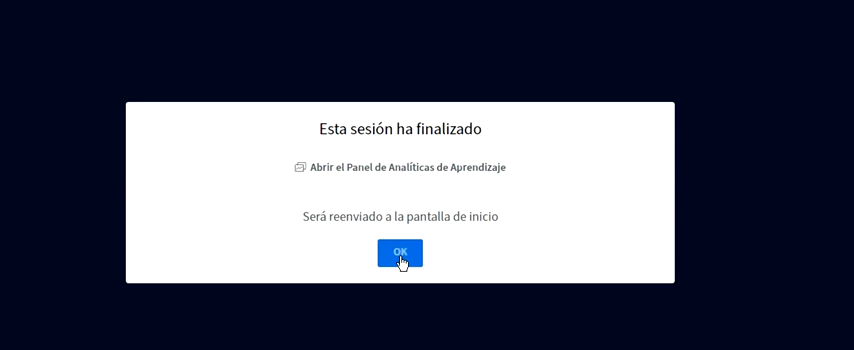 Esta sesión ha finalizado
Abrir el Panel de Analíticas de Aprendizaje
Será reenviado a la pantalla de inicio
OK